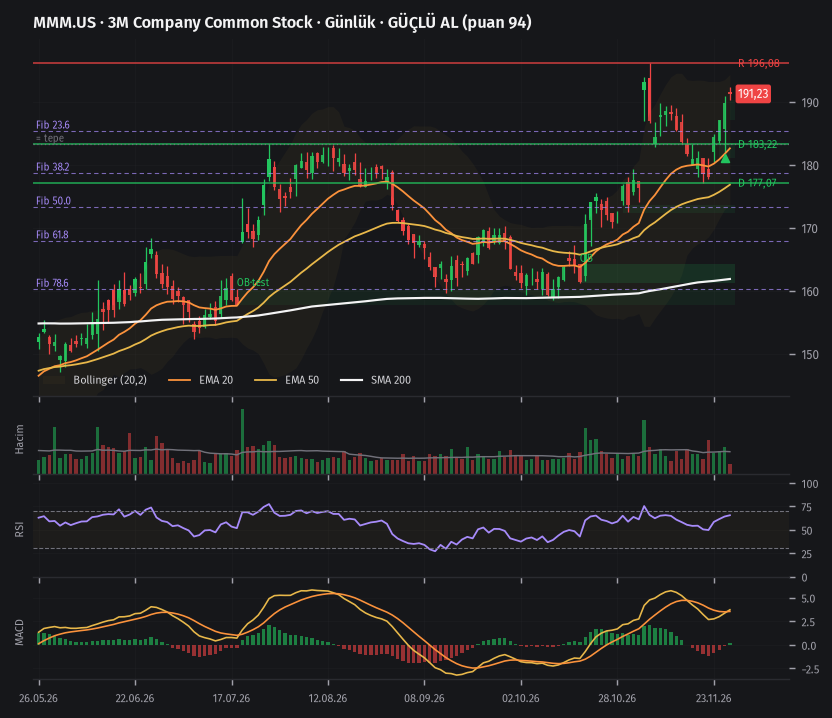 MMM.US · 3M Company Common Stock · Günlük · GÜÇLÜ AL (puan 94)
R 196,08
191,23
190
Fib 23.6
= tepe
D 183,22
180
Fib 38.2
D 177,07
Fib 50.0
170
Fib 61.8
OB
Fib 78.6
OB test
160
150
Bollinger (20,2)
EMA 20
EMA 50
SMA 200
Hacim
100
75
50
25
0
RSI
5.0
2.5
0.0
−2.5
MACD
26.05.26
22.06.26
17.07.26
12.08.26
08.09.26
02.10.26
28.10.26
23.11.26